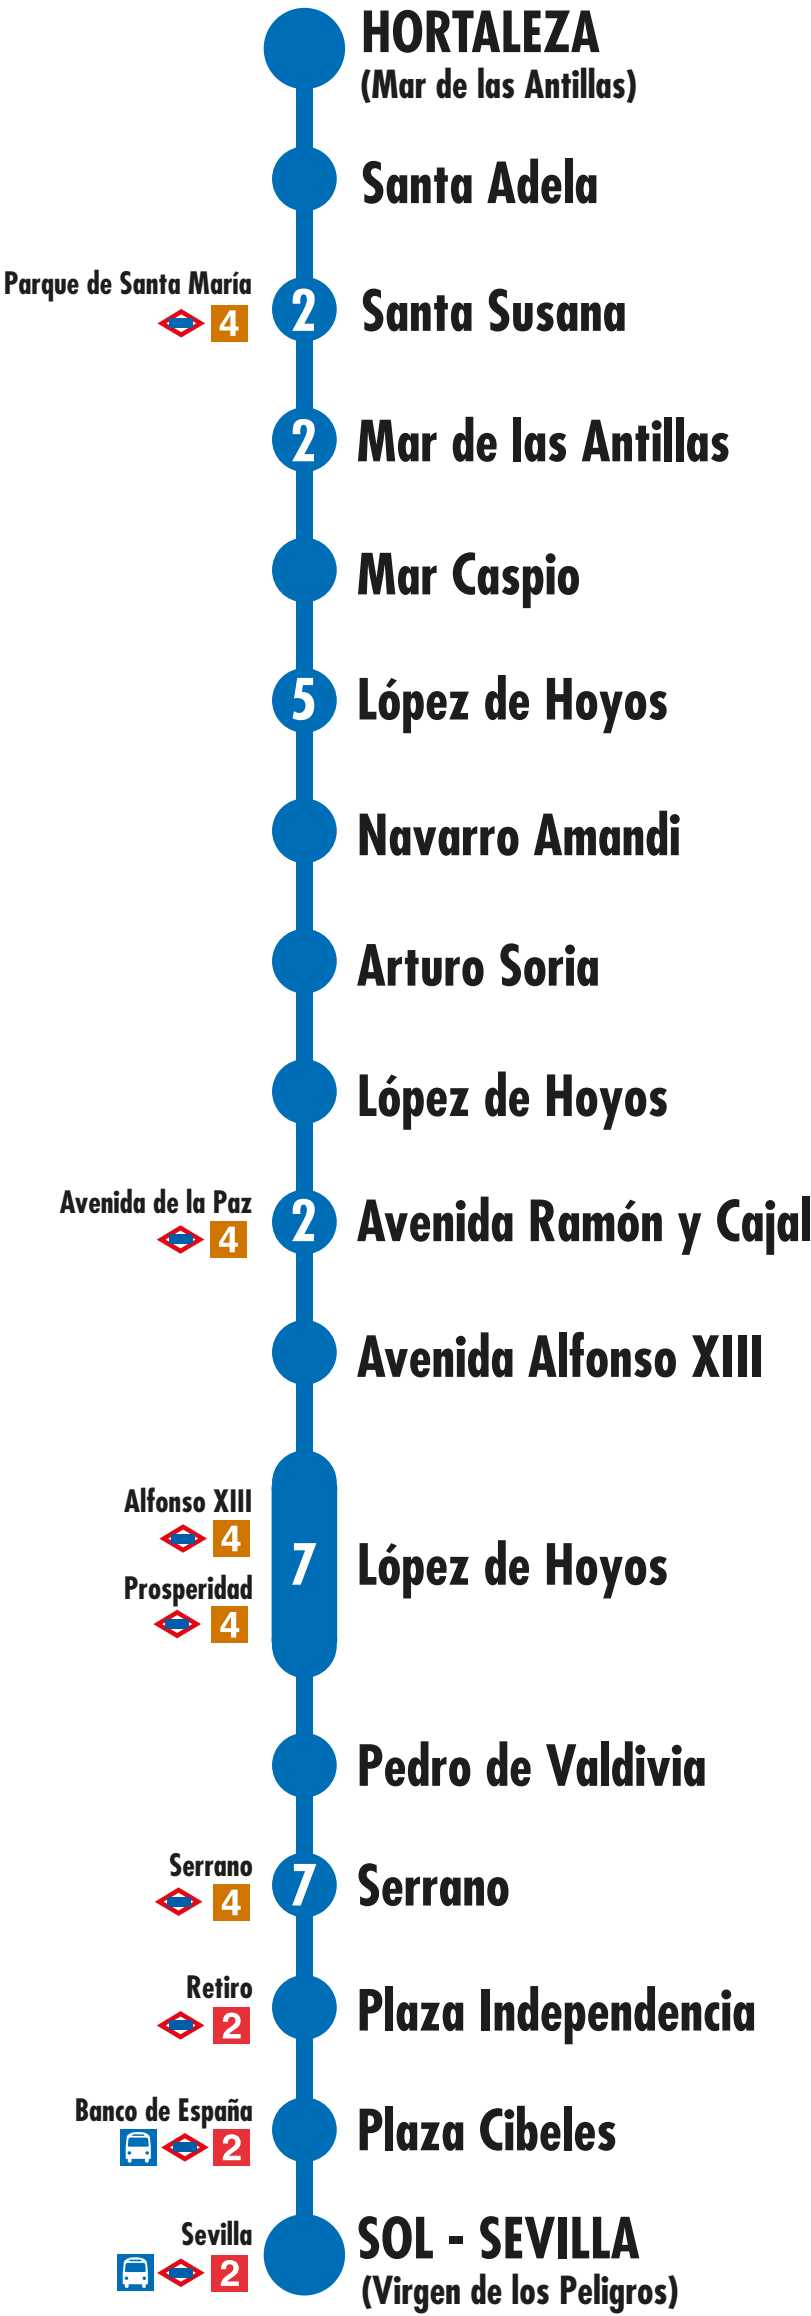 HORTALEZA
(Mar de las Antillas)
Santa Adela
Parque de Santa María
4
2
Santa Susana
2
Mar de las Antillas
Mar Caspio
5
López de Hoyos
Navarro Amandi
Arturo Soria
López de Hoyos
Avenida de la Paz
4
2
Avenida Ramón y Cajal
Avenida Alfonso XIII
Alfonso XIII
4
Prosperidad
4
7
López de Hoyos
Pedro de Valdivia
Serrano
4
7
Serrano
Retiro
2
Plaza Independencia
Banco de España
2
Plaza Cibeles
Sevilla
2
SOL - SEVILLA
(Virgen de los Peligros)